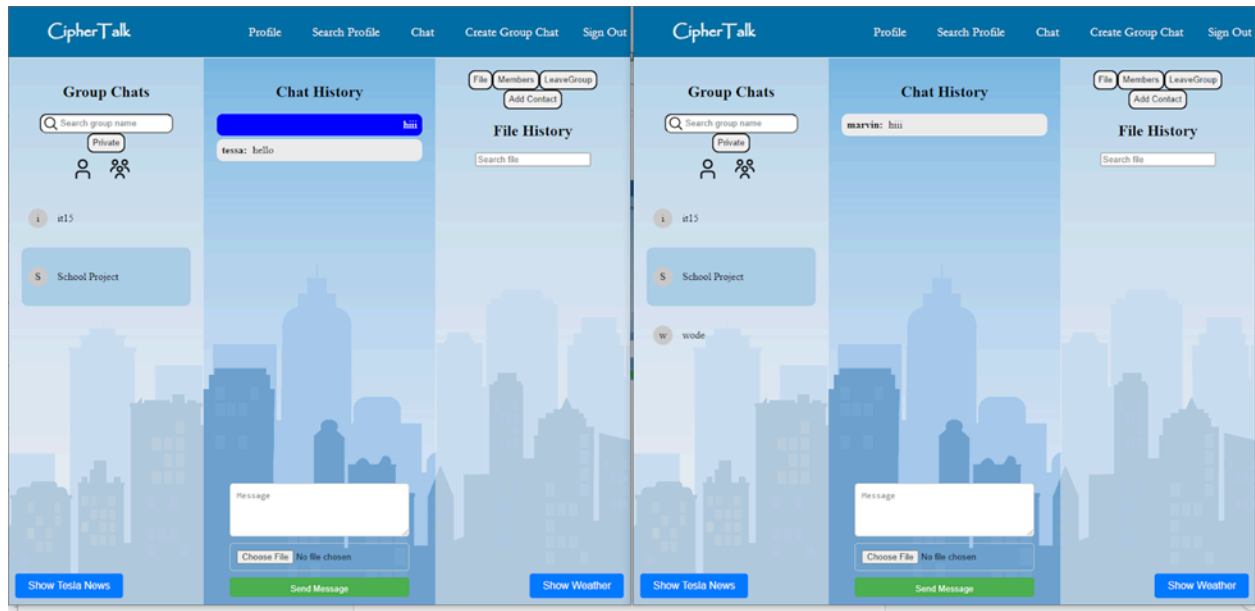 CipherTalk
Profile Search Profile Chat Create Group Chat Sign Out
Group Chats
Search group name
Private
i it15
S School Project
Show Tesla News
Chat History
hiii
tessa: hello
Message
Choose File No file chosen
Send Message
File Members LeaveGroup
Add Contact
File History
Search file
Show Weather
CipherTalk
Profile Search Profile Chat Create Group Chat Sign Out
Group Chats
Search group name
Private
i it15
S School Project
w wode
Show Tesla News
Chat History
marvin: hiii
Message
Choose File No file chosen
Send Message
File Members LeaveGroup
Add Contact
File History
Search file
Show Weather